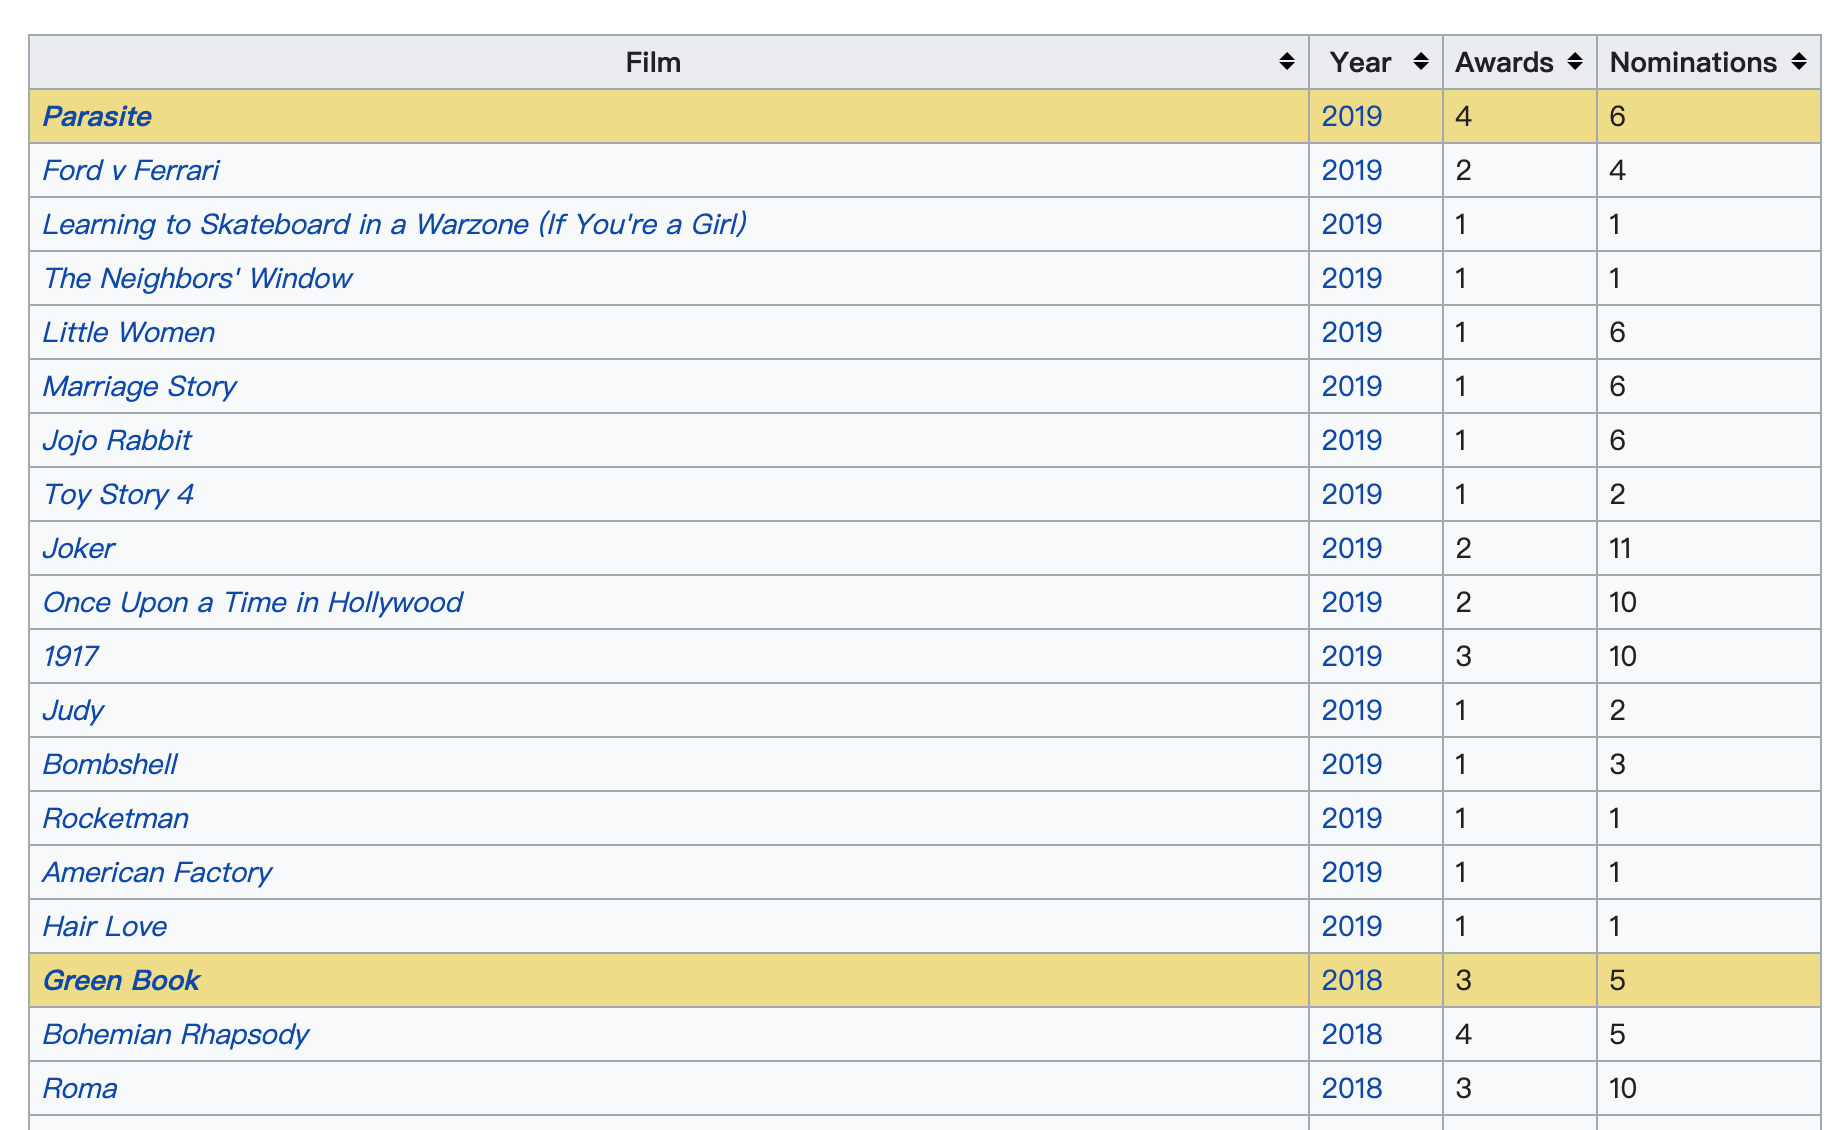 Film Year Awards Nominations
Parasite 2019 4 6
Ford v Ferrari 2019 2 4
Learning to Skateboard in a Warzone (If You're a Girl) 2019 1 1
The Neighbors' Window 2019 1 1
Little Women 2019 1 6
Marriage Story 2019 1 6
Jojo Rabbit 2019 1 6
Toy Story 4 2019 1 2
Joker 2019 2 11
Once Upon a Time in Hollywood 2019 2 10
1917 2019 3 10
Judy 2019 1 2
Bombshell 2019 1 3
Rocketman 2019 1 1
American Factory 2019 1 1
Hair Love 2019 1 1
Green Book 2018 3 5
Bohemian Rhapsody 2018 4 5
Roma 2018 3 10